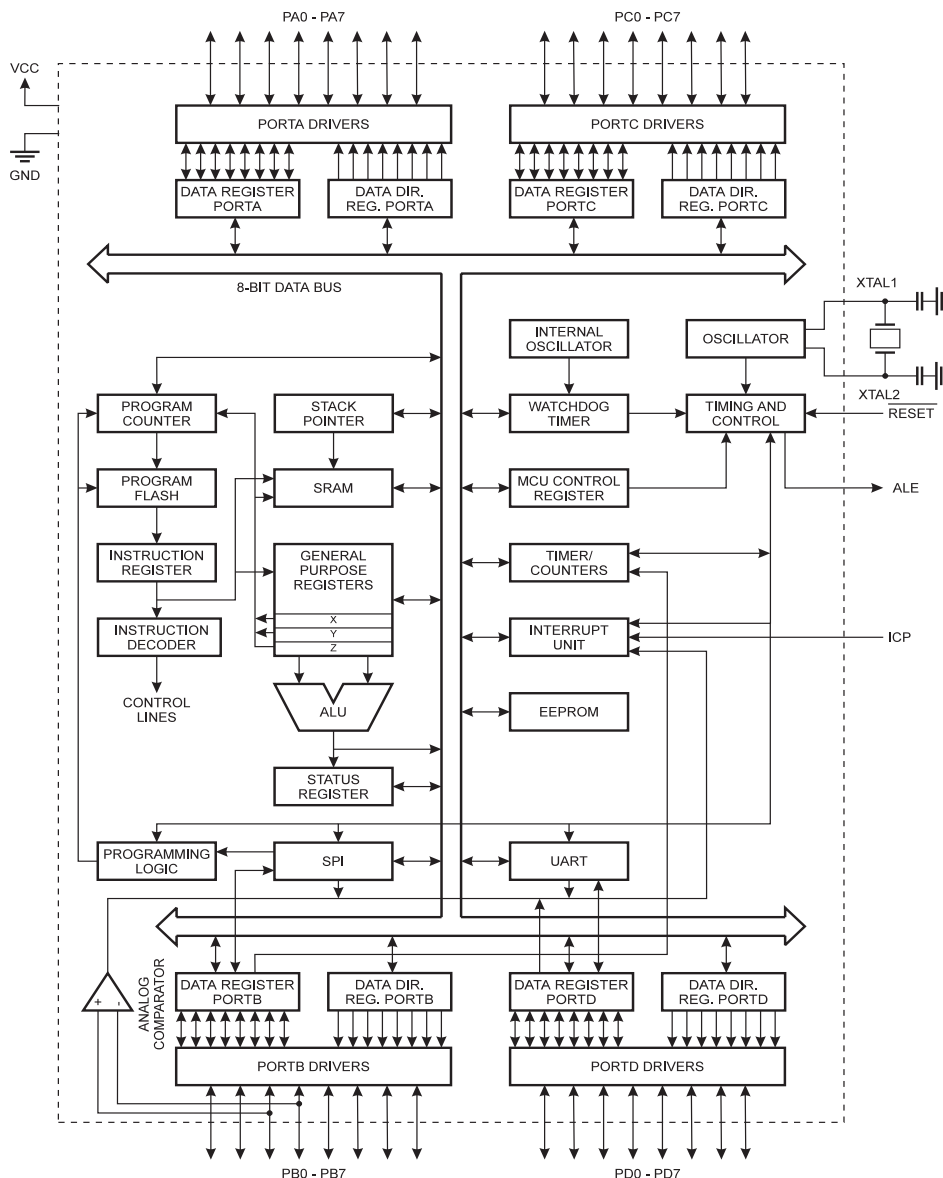 PA0 - PA7
PC0 - PC7
VCC
GND
PORTA DRIVERS
PORTC DRIVERS
DATA REGISTER
PORTA
DATA DIR.
REG. PORTA
DATA REGISTER
PORTC
DATA DIR.
REG. PORTC
8-BIT DATA BUS
XTAL1
INTERNAL
OSCILLATOR
OSCILLATOR
XTAL2
RESET
PROGRAM
COUNTER
STACK
POINTER
WATCHDOG
TIMER
TIMING AND
CONTROL
PROGRAM
FLASH
SRAM
MCU CONTROL
REGISTER
ALE
INSTRUCTION
REGISTER
GENERAL
PURPOSE
REGISTERS
X
Y
Z
TIMER/
COUNTERS
INSTRUCTION
DECODER
INTERRUPT
UNIT
ICP
CONTROL
LINES
ALU
EEPROM
STATUS
REGISTER
PROGRAMMING
LOGIC
SPI
UART
ANALOG
COMPARATOR
+
-
DATA REGISTER
PORTB
DATA DIR.
REG. PORTB
DATA REGISTER
PORTD
DATA DIR.
REG. PORTD
PORTB DRIVERS
PORTD DRIVERS
PB0 - PB7
PD0 - PD7